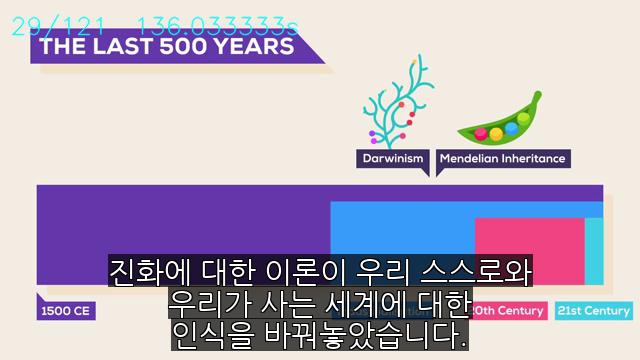 29/121 136.033333s
THE LAST 500 YEARS
Darwinism
Mendelian Inheritance
진화에 대한 이론이 우리 스스로와
우리가 사는 세계에 대한
인식을 바꿔놓았습니다.
1500 CE
20th Century
21st Century